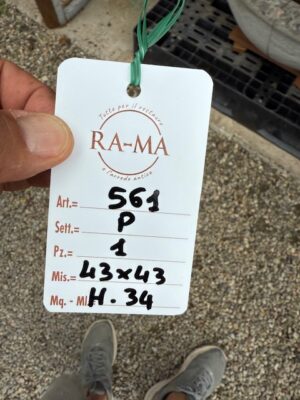 Tutto per il restauro
RA-MA
e l'arredo antico
Art.= 561
Sett.= P
Pz.= 1
Mis.= 43x43
Mq. - Ml. H. 34